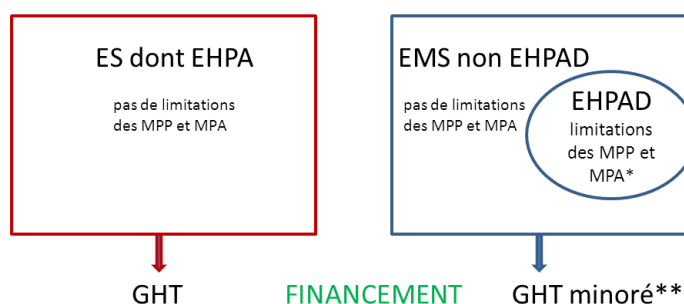 ES dont EHPA
pas de limitations
des MPP et MPA
EMS non EHPAD
pas de limitations
des MPP et MPA
EHPAD
limitations
des MPP et
MPA*
GHT
FINANCEMENT
GHT minoré**